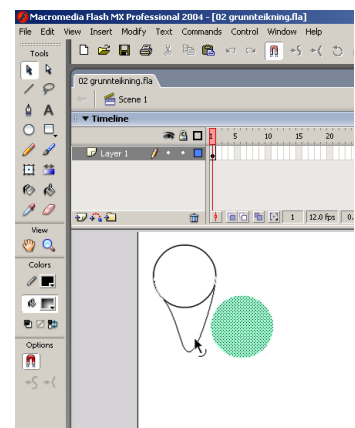 Macromedia Flash MX Professional 2004 - [02 grunnteikning.fla]
File Edit View Insert Modify Text Commands Control Window Help
Tools
02 grunnteikning.fla
Scene 1
Timeline
1 5 10 15 20
Layer 1
1 12.0 fps 0.
View
Colors
Options